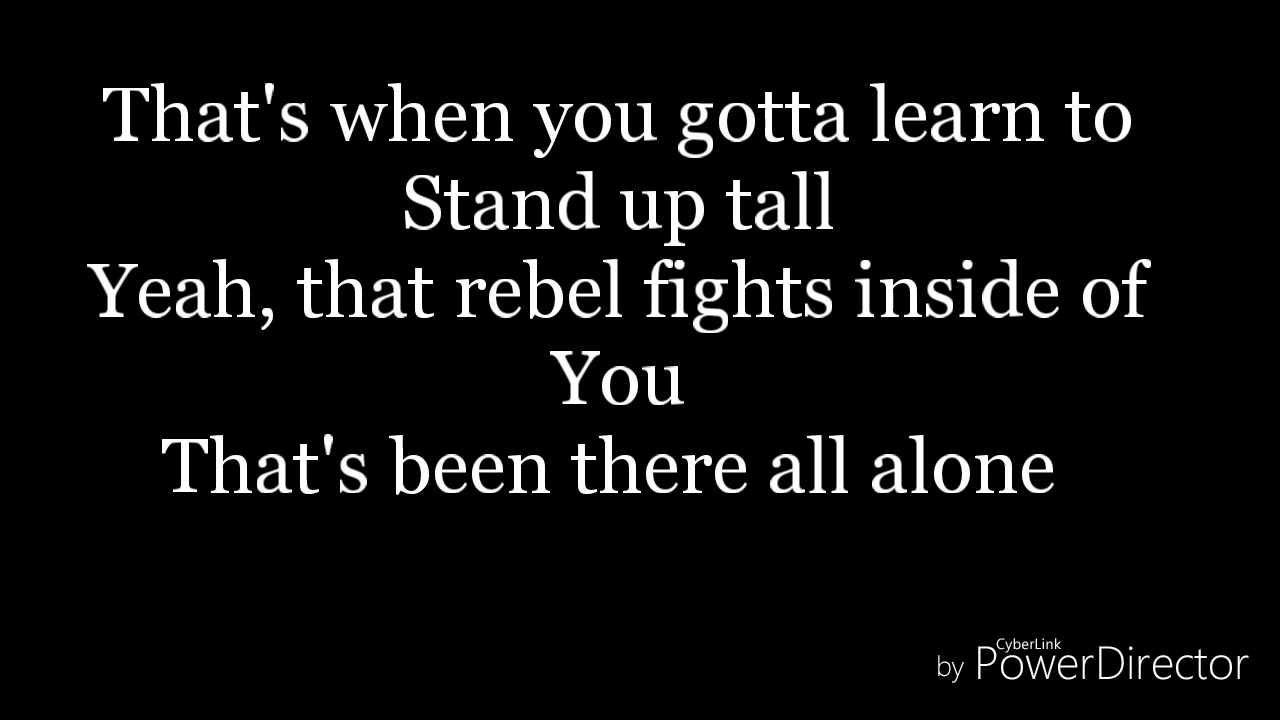 That's when you gotta learn to
Stand up tall
Yeah, that rebel fights inside of
You
That's been there all alone
by CyberLink PowerDirector